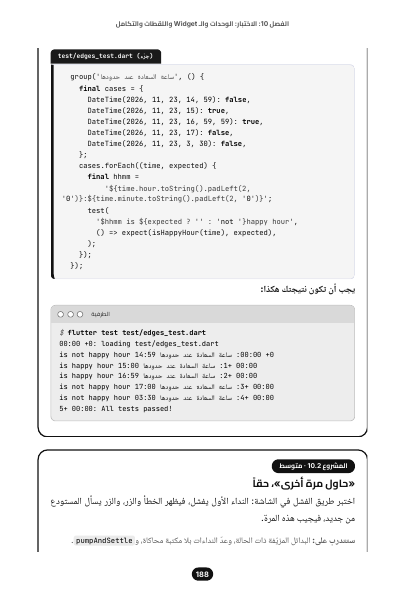 الفصل 10: الاختبار: الوحدات والـ Widget واللقطات والتكامل
test/edges_test.dart (جزء)
group('ساعة السعادة عند حدودها', () {
final cases = {
DateTime(2026, 11, 23, 14, 59): false,
DateTime(2026, 11, 23, 15): true,
DateTime(2026, 11, 23, 16, 59, 59): true,
DateTime(2026, 11, 23, 17): false,
DateTime(2026, 11, 23, 3, 30): false,
};
cases.forEach((time, expected) {
final hhmm =
'${time.hour.toString().padLeft(2,
'0')}:${time.minute.toString().padLeft(2, '0')}';
test(
'$hhmm is ${expected ? '' : 'not '}happy hour',
() => expect(isHappyHour(time), expected),
);
});
});
يجب أن تكون نتيجتك هكذا:
الطرفية
$ flutter test test/edges_test.dart
00:00 +0: loading test/edges_test.dart
00:00 +0: ساعة السعادة عند حدودها 14:59 is not happy hour
00:00 +1: ساعة السعادة عند حدودها 15:00 is happy hour
00:00 +2: ساعة السعادة عند حدودها 16:59 is happy hour
00:00 +3: ساعة السعادة عند حدودها 17:00 is not happy hour
00:00 +4: ساعة السعادة عند حدودها 03:30 is not happy hour
5+ 00:00: All tests passed!
المشروع 10.2 · متوسط
«حاول مرة أخرى»، حقاً
اختبر طريق الفشل في الشاشة: النداء الأول يفشل، فيظهر الخطأ والزر، والزر يسأل المستودع
من جديد، فيجيب هذه المرة.
ستتدرب على: البدائل المزيّفة ذات الحالة، وعدّ النداءات بلا مكتبة محاكاة، و pumpAndSettle.
188